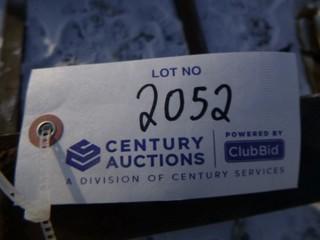 LOT NO
2052
CENTURY AUCTIONS
POWERED BY
ClubBid
A DIVISION OF CENTURY SERVICES